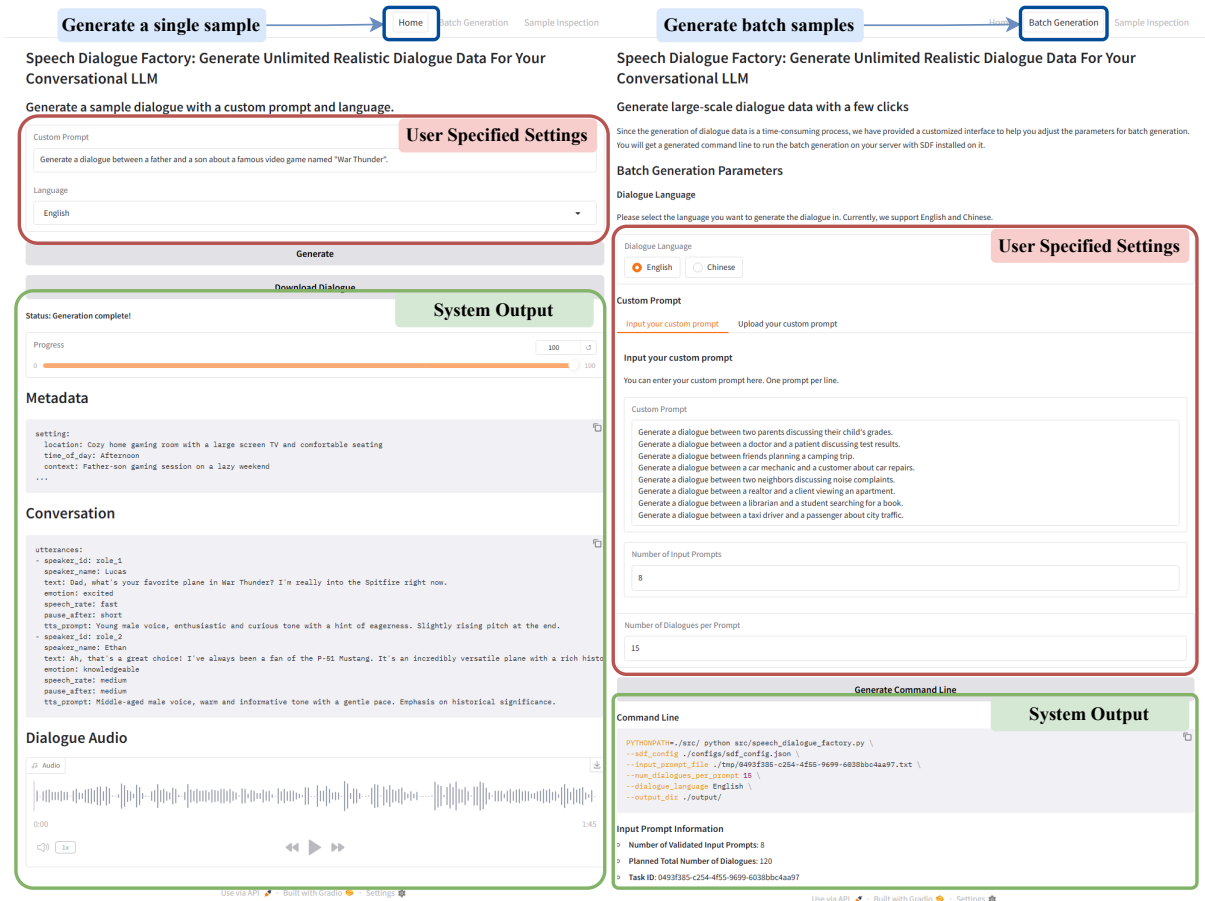 Generate a single sample
Home
Batch Generation
Sample Inspection
Speech Dialogue Factory: Generate Unlimited Realistic Dialogue Data For Your
Conversational LLM
Generate a sample dialogue with a custom prompt and language.
User Specified Settings
Custom Prompt
Generate a dialogue between a father and a son about a famous video game named "War Thunder".
Language
English
Generate
Download Dialogue
System Output
Status: Generation complete!
Progress
100
0
100
Metadata
setting:
location: Cozy home gaming room with a large screen TV and comfortable seating
time_of_day: Afternoon
context: Father-son gaming session on a lazy weekend
...
Conversation
utterances:
- speaker_id: role_1
speaker_name: Lucas
text: Dad, what's your favorite plane in War Thunder? I'm really into the Spitfire right now.
emotion: excited
speech_rate: fast
pause_after: short
tts_prompt: Young male voice, enthusiastic and curious tone with a hint of eagerness. Slightly rising pitch at the end.
- speaker_id: role_2
speaker_name: Ethan
text: Ah, that's a great choice! I've always been a fan of the P-51 Mustang. It's an incredibly versatile plane with a rich histo
emotion: knowledgeable
speech_rate: medium
pause_after: medium
tts_prompt: Middle-aged male voice, warm and informative tone with a gentle pace. Emphasis on historical significance.
Dialogue Audio
Audio
0:00
1:45
1x
Use via API · Built with Gradio · Settings
Generate batch samples
Home
Batch Generation
Sample Inspection
Speech Dialogue Factory: Generate Unlimited Realistic Dialogue Data For Your
Conversational LLM
Generate large-scale dialogue data with a few clicks
Since the generation of dialogue data is a time-consuming process, we have provided a customized interface to help you adjust the parameters for batch generation.
You will get a generated command line to run the batch generation on your server with SDF installed on it.
Batch Generation Parameters
Dialogue Language
Please select the language you want to generate the dialogue in. Currently, we support English and Chinese.
User Specified Settings
Dialogue Language
English
Chinese
Custom Prompt
Input your custom prompt
Upload your custom prompt
Input your custom prompt
You can enter your custom prompt here. One prompt per line.
Custom Prompt
Generate a dialogue between two parents discussing their child's grades.
Generate a dialogue between a doctor and a patient discussing test results.
Generate a dialogue between friends planning a camping trip.
Generate a dialogue between a car mechanic and a customer about car repairs.
Generate a dialogue between two neighbors discussing noise complaints.
Generate a dialogue between a realtor and a client viewing an apartment.
Generate a dialogue between a librarian and a student searching for a book.
Generate a dialogue between a taxi driver and a passenger about city traffic.
Number of Input Prompts
8
Number of Dialogues per Prompt
15
Generate Command Line
System Output
Command Line
PYTHONPATH=./src/ python src/speech_dialogue_factory.py \
--sdf_config ./configs/sdf_config.json \
--input_prompt_file ./tmp/0493f385-c254-4f55-9699-6038bbc4aa97.txt \
--num_dialogues_per_prompt 15 \
--dialogue_language English \
--output_dir ./output/
Input Prompt Information
Number of Validated Input Prompts: 8
Planned Total Number of Dialogues: 120
Task ID: 0493f385-c254-4f55-9699-6038bbc4aa97
Use via API · Built with Gradio · Settings